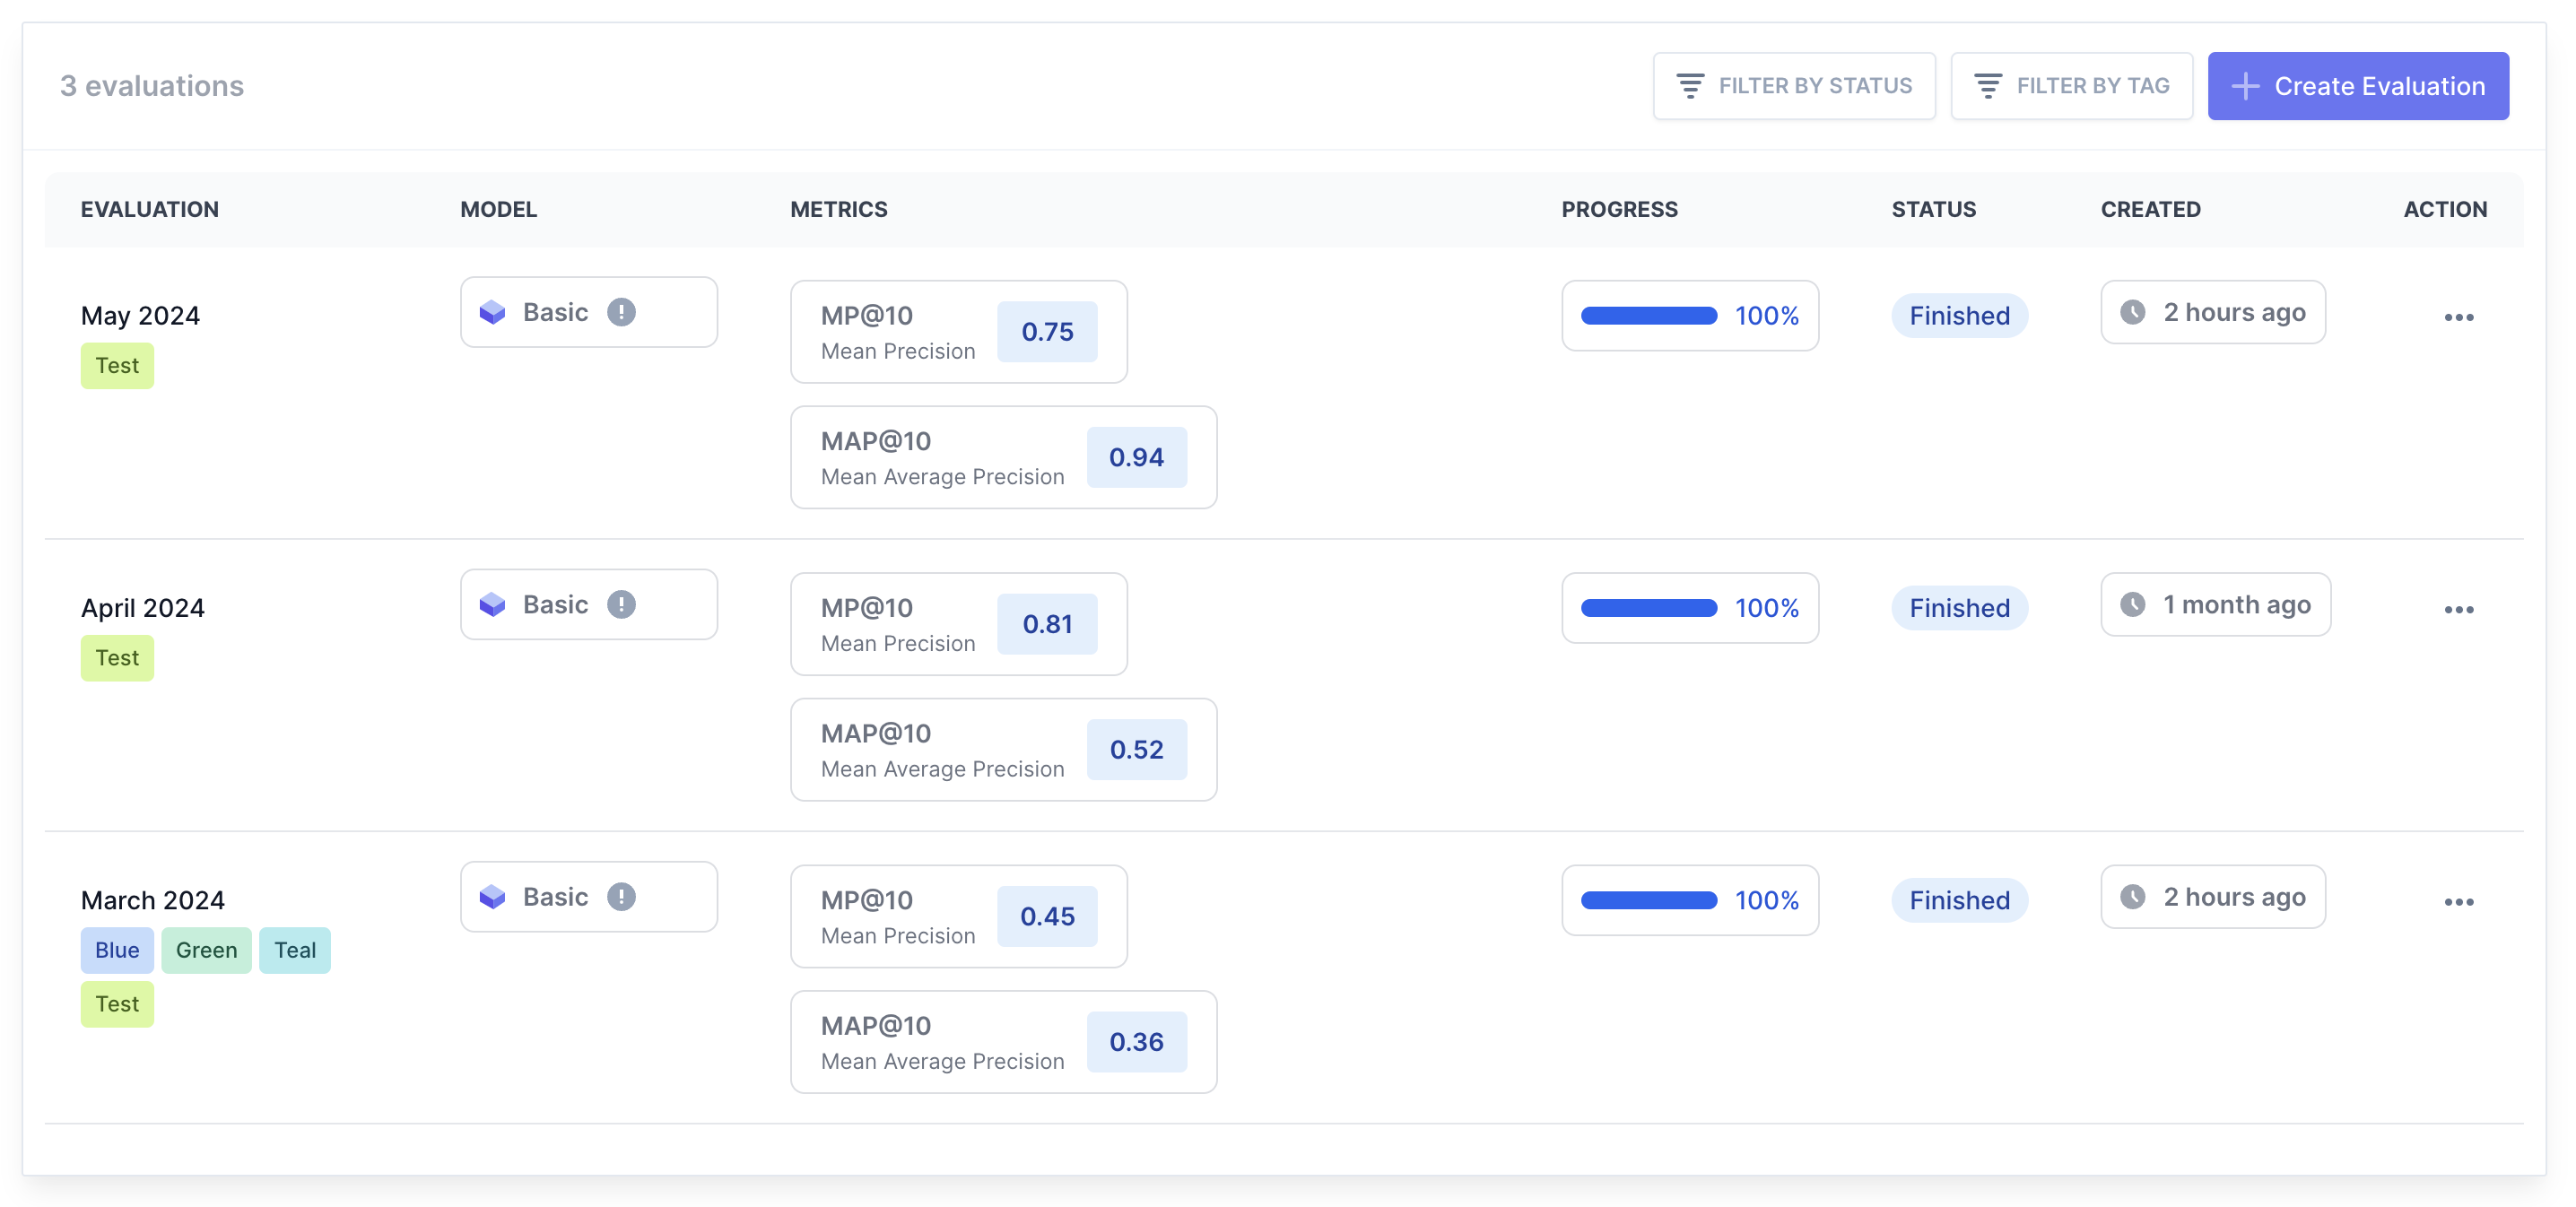 3 evaluations
FILTER BY STATUS
FILTER BY TAG
Create Evaluation
EVALUATION MODEL METRICS PROGRESS STATUS CREATED ACTION
May 2024
Test
Basic
MP@10
Mean Precision
0.75
MAP@10
Mean Average Precision
0.94
100%
Finished
2 hours ago
April 2024
Test
Basic
MP@10
Mean Precision
0.81
MAP@10
Mean Average Precision
0.52
100%
Finished
1 month ago
March 2024
Blue Green Teal
Test
Basic
MP@10
Mean Precision
0.45
MAP@10
Mean Average Precision
0.36
100%
Finished
2 hours ago